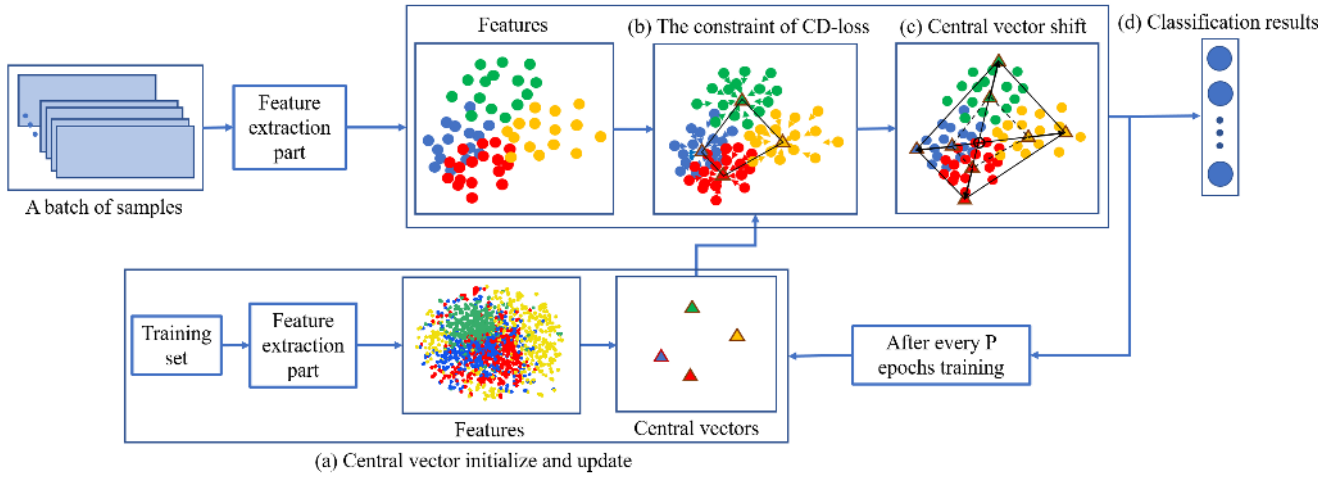 Features
(b) The constraint of CD-loss
(c) Central vector shift
(d) Classification results
Feature
extraction
part
A batch of samples
Training
set
Feature
extraction
part
Features
Central vectors
After every P
epochs training
(a) Central vector initialize and update